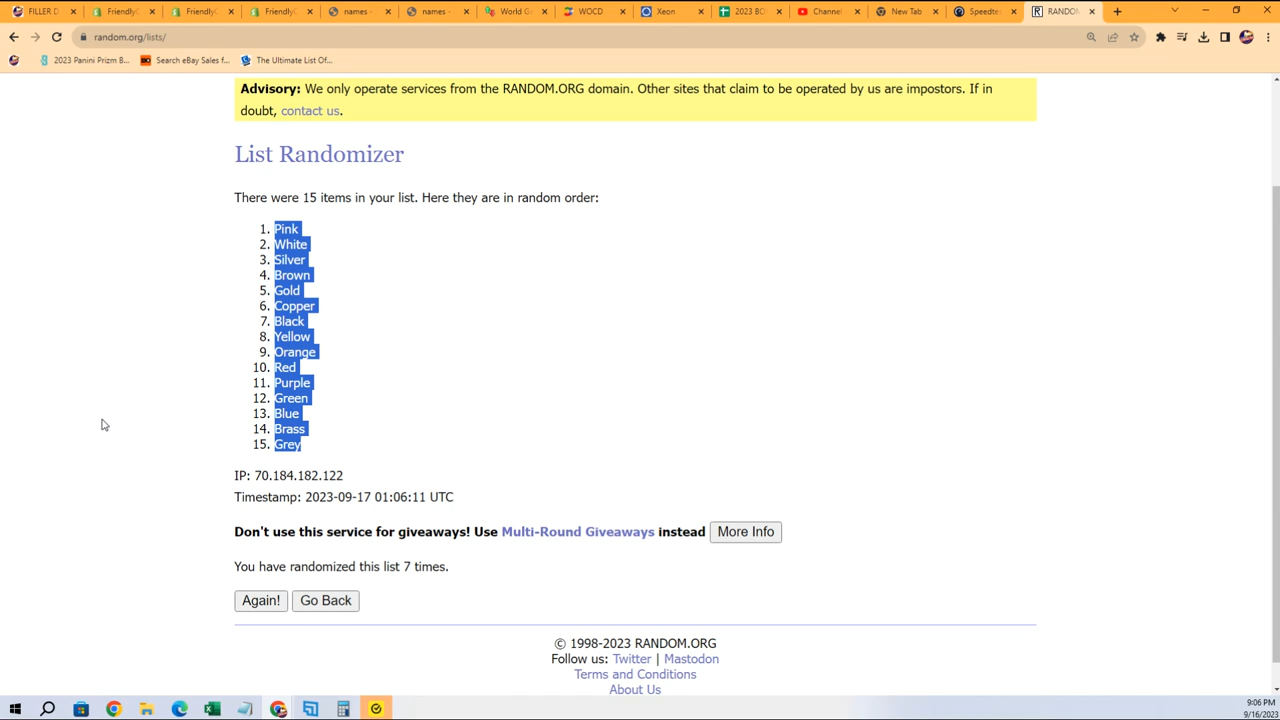 FILLER D
FriendlyC
FriendlyC
FriendlyC
names -
names -
World G
WOCD
Xeon
2023 BO
Channel
New Tab
Speedte
RANDOM
random.org/lists/
2023 Panini Prizm B...
Search eBay Sales f...
The Ultimate List Of...
Advisory: We only operate services from the RANDOM.ORG domain. Other sites that claim to be operated by us are impostors. If in
doubt, contact us.
List Randomizer
There were 15 items in your list. Here they are in random order:
1. Pink
2. White
3. Silver
4. Brown
5. Gold
6. Copper
7. Black
8. Yellow
9. Orange
10. Red
11. Purple
12. Green
13. Blue
14. Brass
15. Grey
IP: 70.184.182.122
Timestamp: 2023-09-17 01:06:11 UTC
Don't use this service for giveaways! Use Multi-Round Giveaways instead More Info
You have randomized this list 7 times.
Again! Go Back
© 1998-2023 RANDOM.ORG
Follow us: Twitter | Mastodon
Terms and Conditions
About Us
9:06 PM
9/16/2023